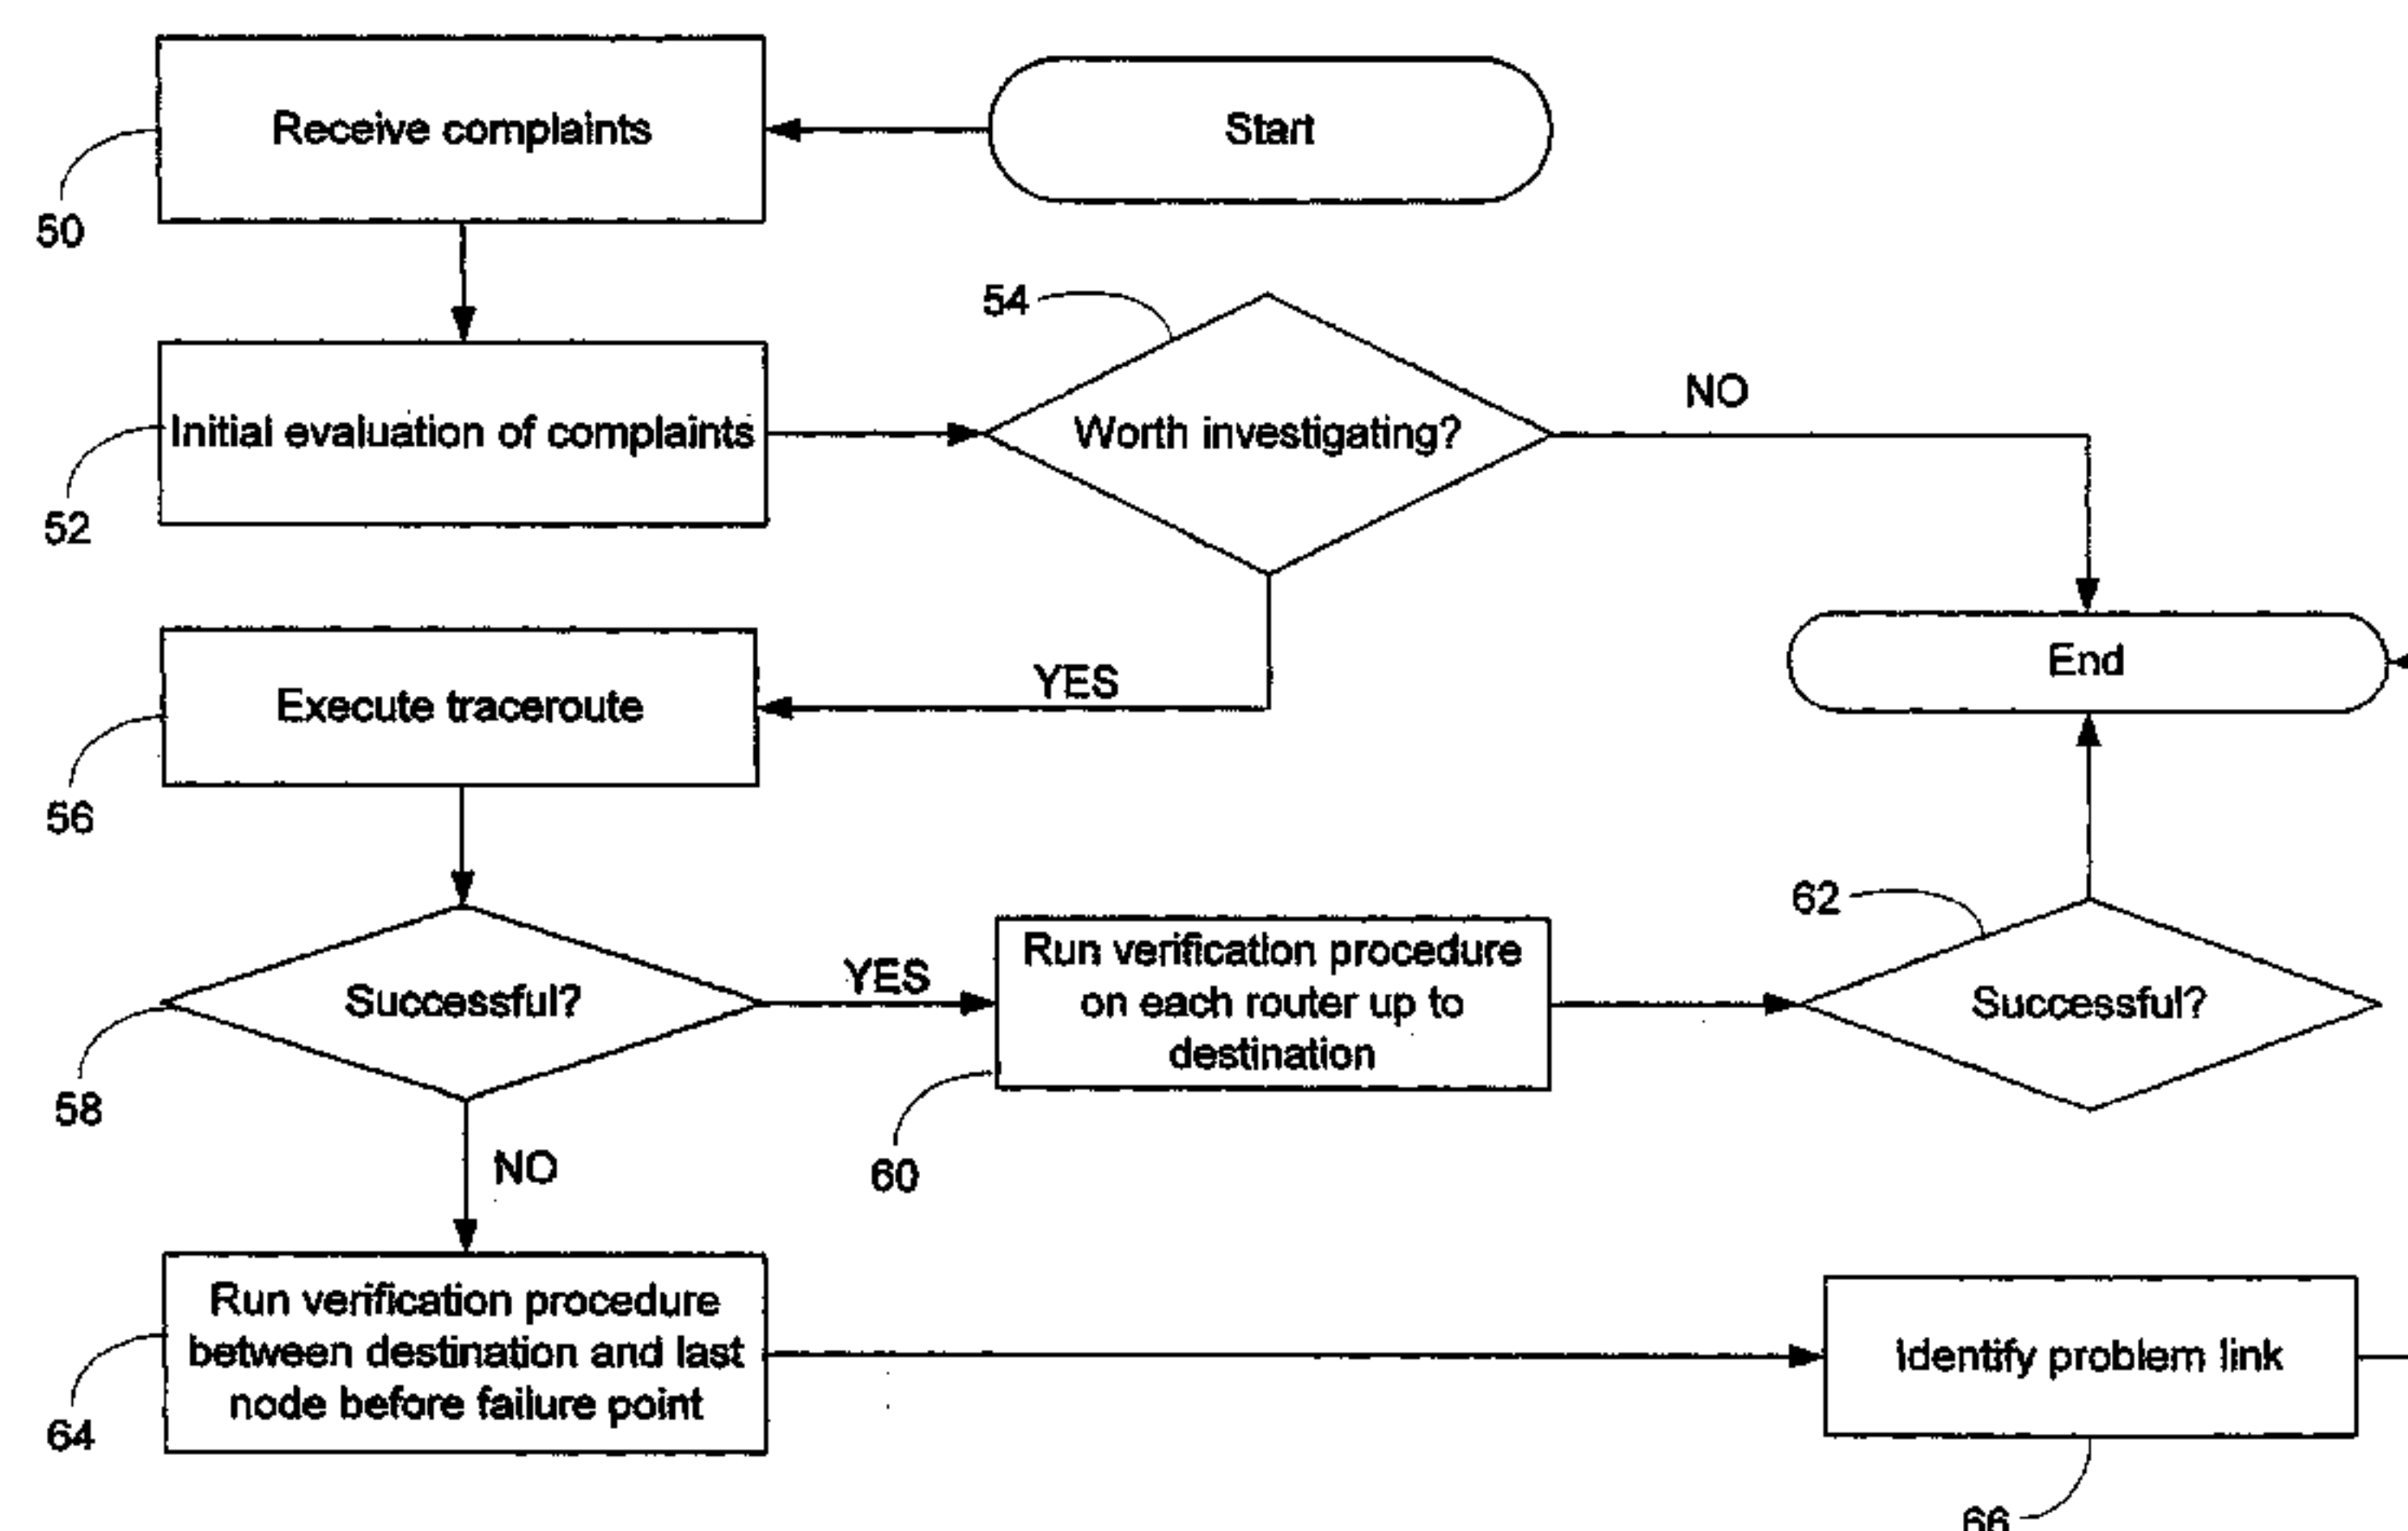 Start
Receive complaints
50
54
NO
Initial evaluation of complaints
Worth investigating?
52
End
YES
Execute traceroute
56
62
YES
Run verification procedure
on each router up to
destination
Successful?
Successful?
58
60
NO
Run verification procedure
between destination and last
node before failure point
Identify problem link
64
66